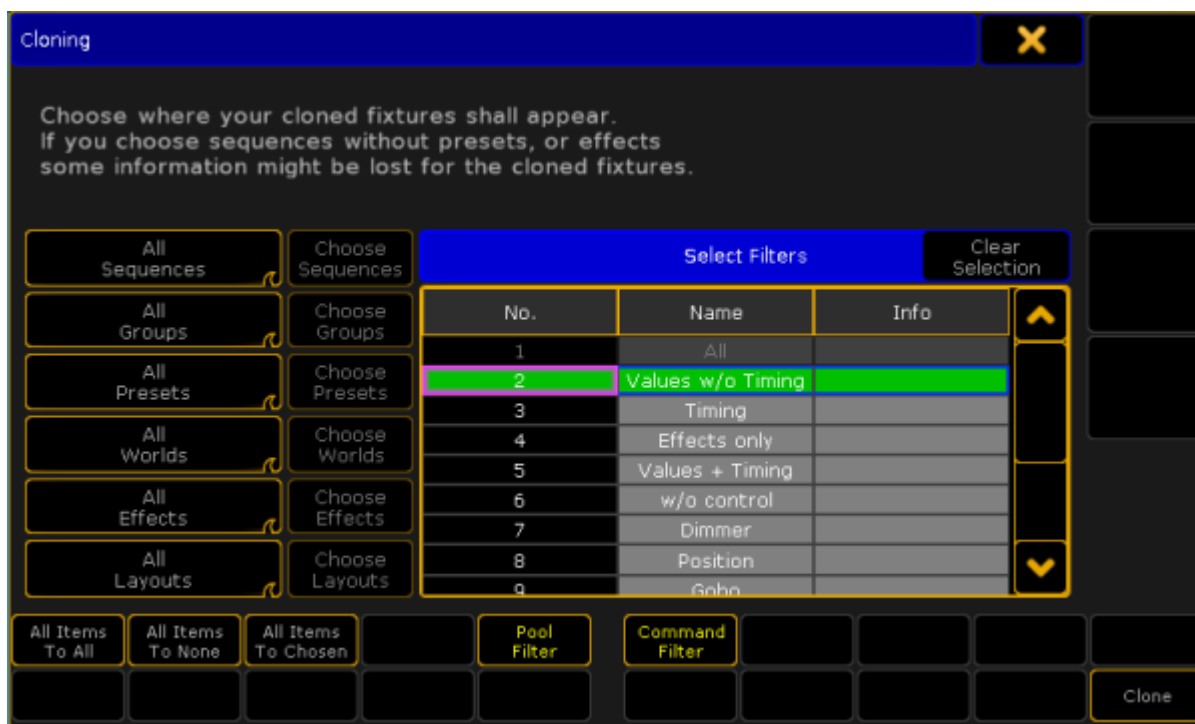 Cloning
Choose where your cloned fixtures shall appear.
If you choose sequences without presets, or effects
some information might be lost for the cloned fixtures.
All
Sequences
Choose
Sequences
Select Filters
Clear
Selection
All
Groups
Choose
Groups
No. Name Info
1 All
All
Presets
Choose
Presets
2 Values w/o Timing
3 Timing
All
Worlds
Choose
Worlds
4 Effects only
5 Values + Timing
All
Effects
Choose
Effects
6 w/o control
7 Dimmer
All
Layouts
Choose
Layouts
8 Position
9 Gobo
All Items
To All
All Items
To None
All Items
To Chosen
Pool
Filter
Command
Filter
Clone